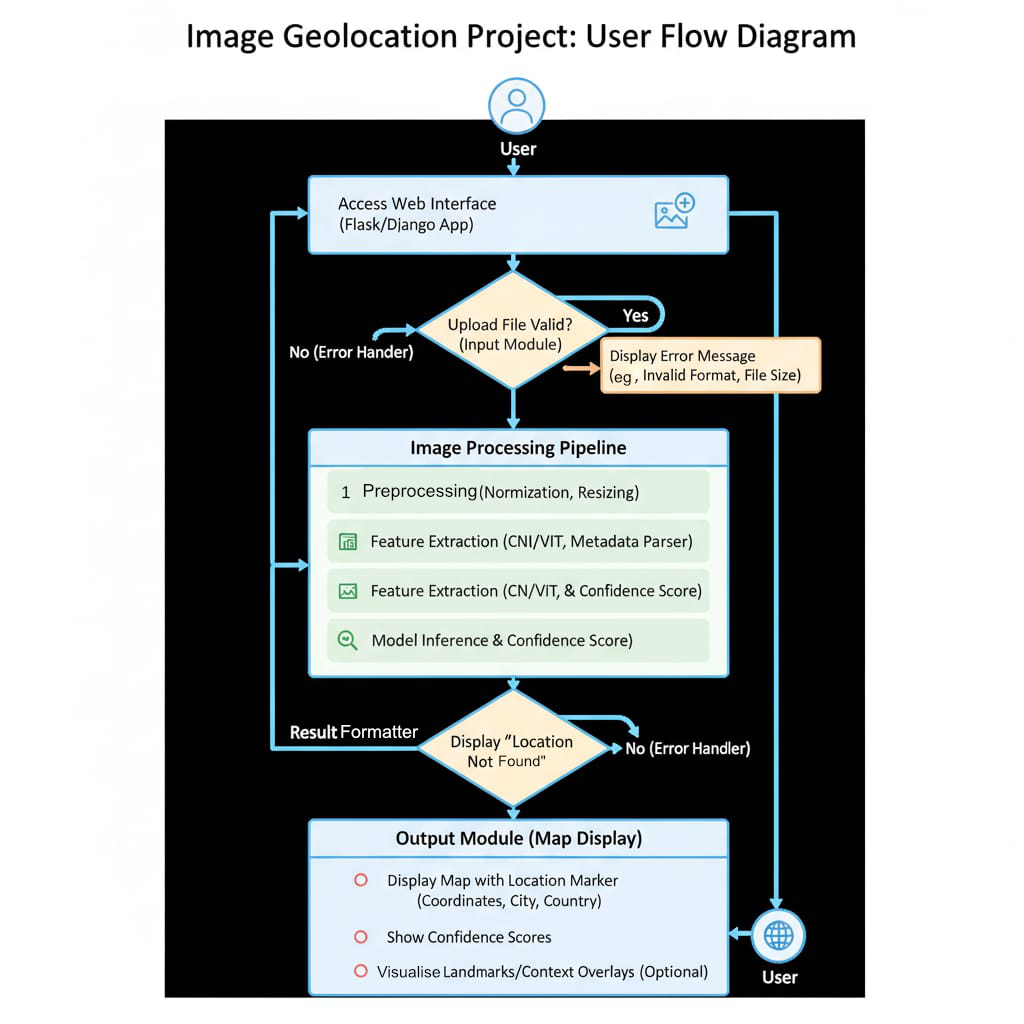 Image Geolocation Project: User Flow Diagram
User
Access Web Interface
(Flask/Django App)
Upload File Valid?
(Input Module)
Yes
No (Error Hander)
Display Error Message
(eg , Invalid Format, File Size)
Image Processing Pipeline
1 Preprocessing (Normization, Resizing)
Feature Extraction (CNI/VIT, Metadata Parser)
Feature Extraction (CN/VIT, & Confidence Score)
Model Inference & Confidence Score)
Result Formatter
Display “Location
Not Found"
No (Error Handler)
Output Module (Map Display)
Display Map with Location Marker
(Coordinates, City, Country)
Show Confidence Scores
Visualise Landmarks/Context Overlays (Optional)
User